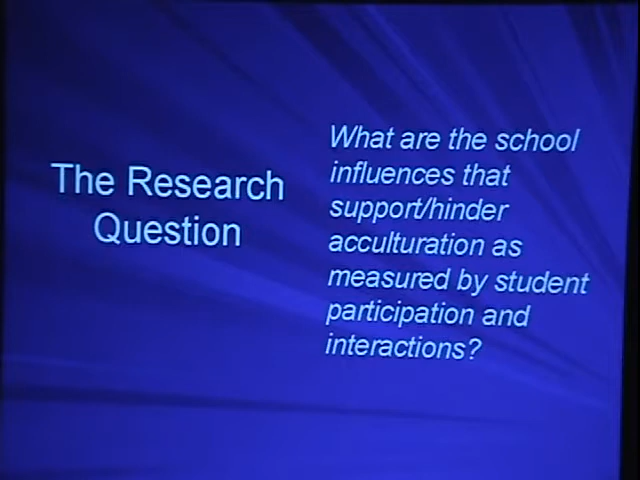 The Research
Question
What are the school
influences that
support/hinder
acculturation as
measured by student
participation and
interactions?